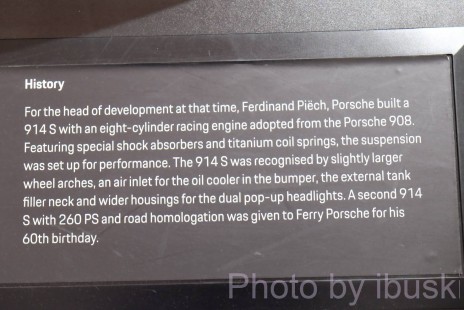 History
For the head of development at that time, Ferdinand Piëch, Porsche built a
914 S with an eight-cylinder racing engine adopted from the Porsche 908.
Featuring special shock absorbers and titanium coil springs, the suspension
was set up for performance. The 914 S was recognised by slightly larger
wheel arches, an air inlet for the oil cooler in the bumper, the external tank
filler neck and wider housings for the dual pop-up headlights. A second 914
S with 260 PS and road homologation was given to Ferry Porsche for his
60th birthday.
Photo by ibuski